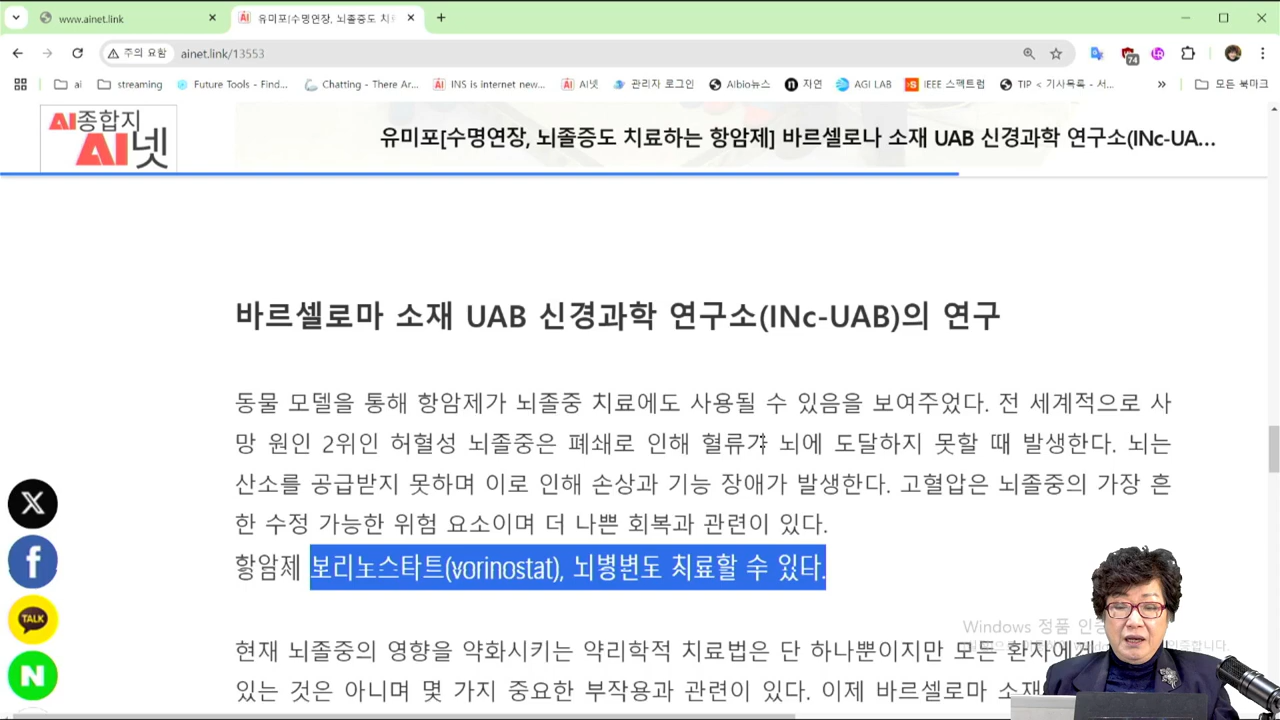 www.ainet.link
유미포[수명연장, 뇌졸증도 치료
주의 요함
ainet.link/13553
74
ai
streaming
Future Tools - Find...
Chatting - There Ar...
INS is internet new...
AI넷
관리자 로그인
Aibio뉴스
자연
AGI LAB
IEEE 스펙트럼
TIP < 기사목록 - 서...
모든 북마크
AI종합지
AI넷
유미포[수명연장, 뇌졸증도 치료하는 항암제] 바르셀로나 소재 UAB 신경과학 연구소(INc-UA...
바르셀로마 소재 UAB 신경과학 연구소(INc-UAB)의 연구
동물 모델을 통해 항암제가 뇌졸중 치료에도 사용될 수 있음을 보여주었다. 전 세계적으로 사
망 원인 2위인 허혈성 뇌졸중은 폐쇄로 인해 혈류가 뇌에 도달하지 못할 때 발생한다. 뇌는
산소를 공급받지 못하며 이로 인해 손상과 기능 장애가 발생한다. 고혈압은 뇌졸중의 가장 흔
한 수정 가능한 위험 요소이며 더 나쁜 회복과 관련이 있다.
항암제 보리노스타트(vorinostat), 뇌병변도 치료할 수 있다.
현재 뇌졸중의 영향을 약화시키는 약리학적 치료법은 단 하나뿐이지만 모든 환자에게
있는 것은 아니며 몇 가지 중요한 부작용과 관련이 있다. 이제 바르셀로마 소재
X
f
TALK
N
Windows 정품 인증